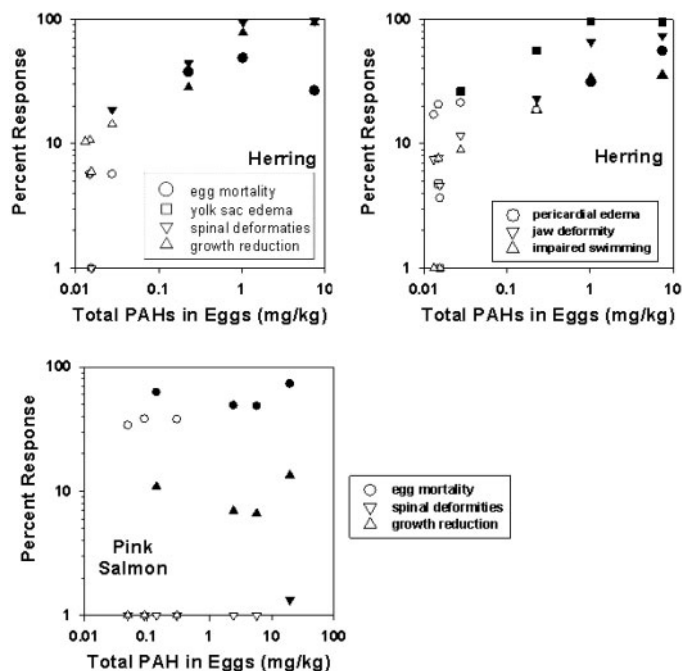 100
10
1
Percent Response
Herring
egg mortality
yolk sac edema
spinal deformaties
growth reduction
0.01 0.1 1 10
Total PAHs in Eggs (mg/kg)
100
10
1
Percent Response
Herring
pericardial edema
jaw deformity
impaired swimming
0.01 0.1 1 10
Total PAHs in Eggs (mg/kg)
100
10
1
Percent Response
Pink
Salmon
0.01 0.1 1 10 100
Total PAH in Eggs (mg/kg)
egg mortality
spinal deformities
growth reduction